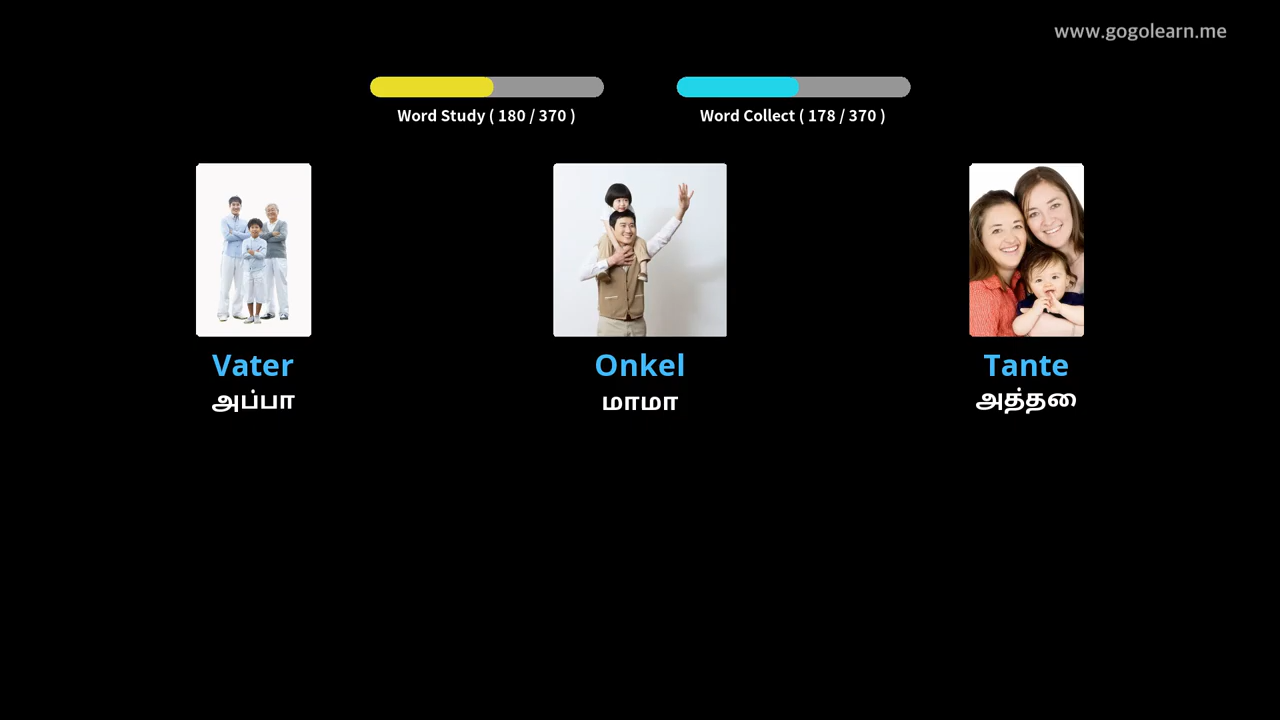 www.gogolearn.me
Word Study ( 180 / 370 )
Word Collect ( 178 / 370 )
Vater
Onkel
Tante
அப்பா
மாமா
அத்தை